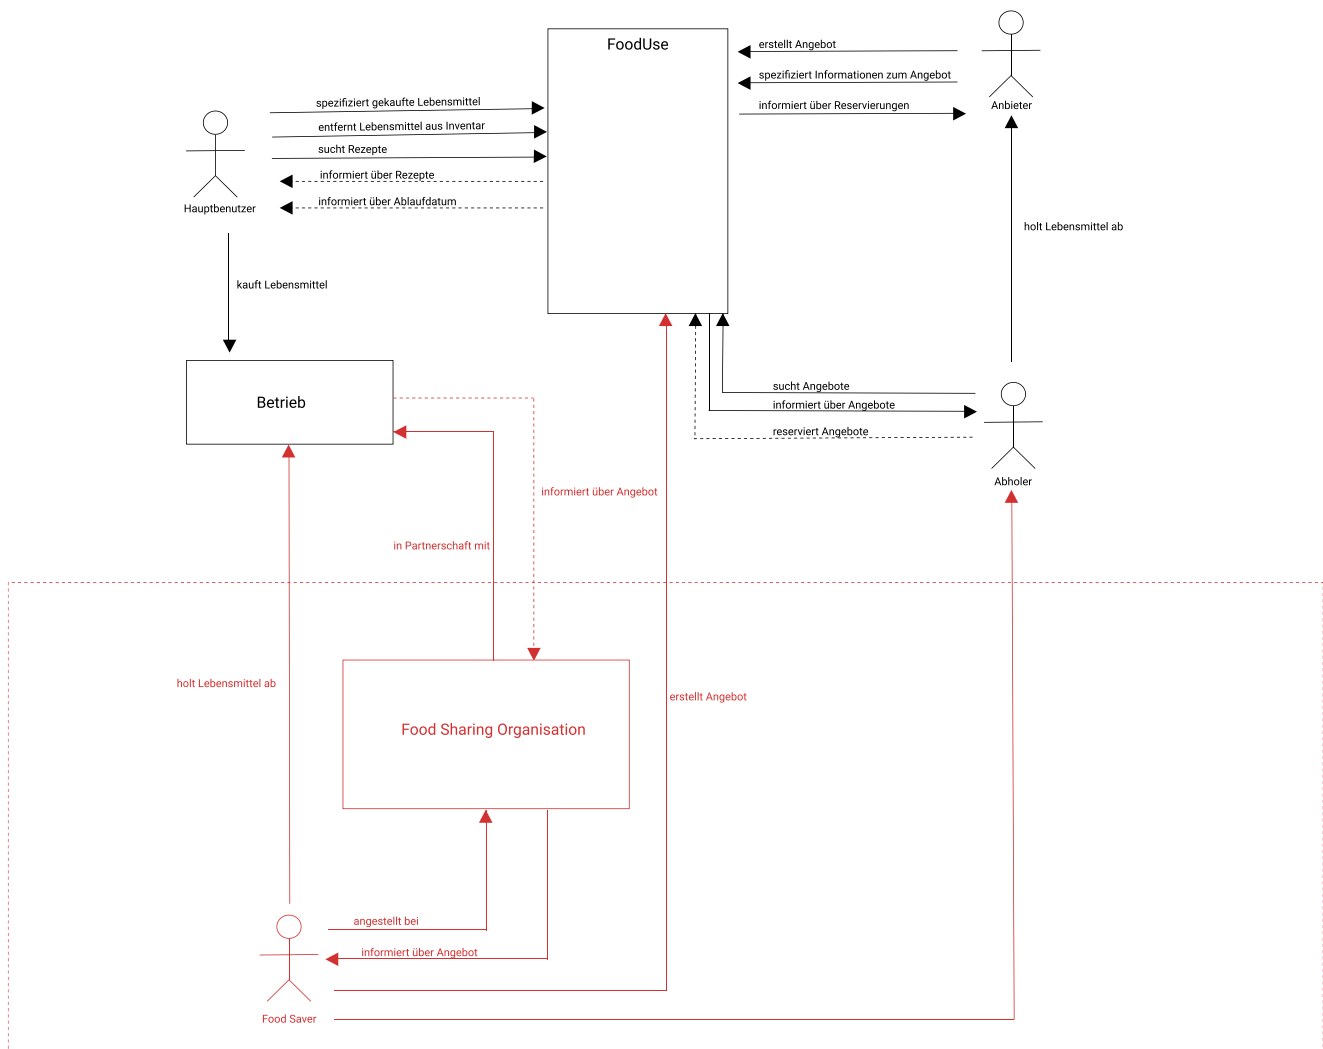 FoodUse
erstellt Angebot
spezifiziert Informationen zum Angebot
informiert über Reservierungen
Anbieter
spezifiziert gekaufte Lebensmittel
entfernt Lebensmittel aus Inventar
sucht Rezepte
informiert über Rezepte
informiert über Ablaufdatum
Hauptbenutzer
holt Lebensmittel ab
kauft Lebensmittel
Betrieb
sucht Angebote
informiert über Angebote
reserviert Angebote
Abholer
informiert über Angebot
in Partnerschaft mit
holt Lebensmittel ab
erstellt Angebot
Food Sharing Organisation
angestellt bei
informiert über Angebot
Food Saver